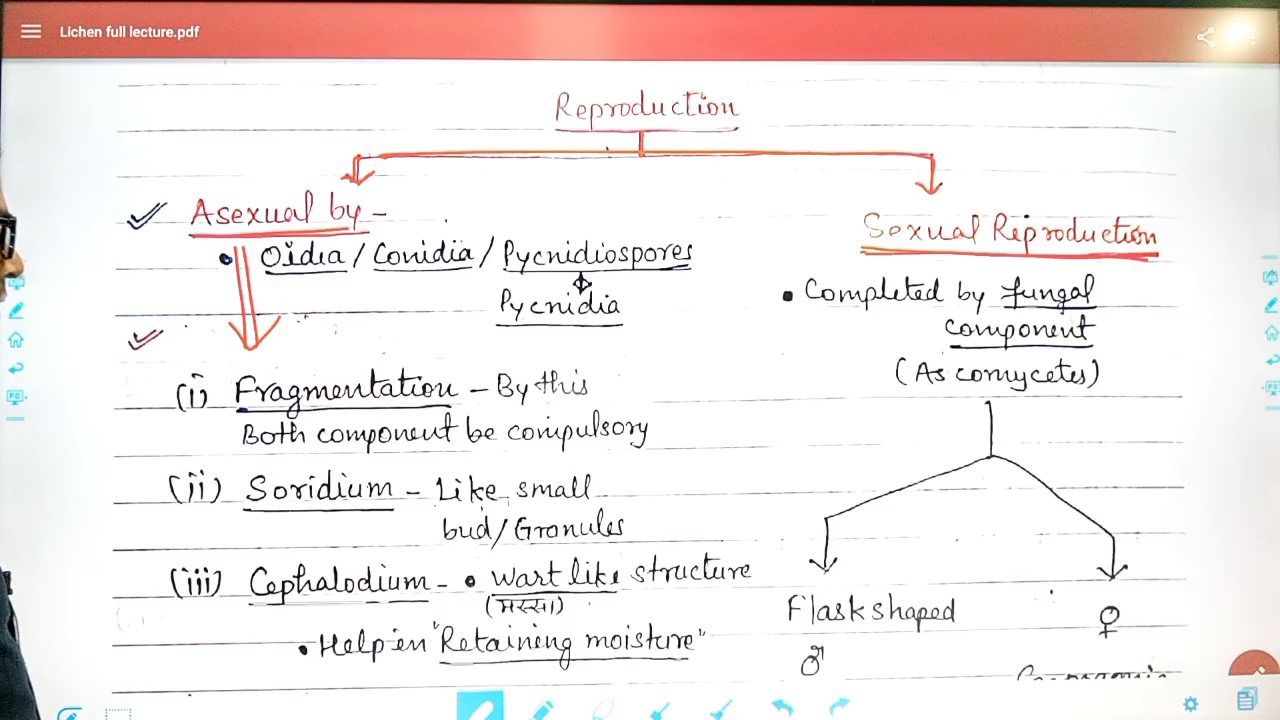 Lichen full lecture.pdf
Reproduction
Asexual by -
• Oidia / Conidia / Pycnidiospores
Pycnidia
(i) Fragmentation - By this
Both component be compulsory
(ii) Soridium - Like small
bud/Granules
(iii) Cephalodium - • wart like structure
(मस्सा)
• Help in "Retaining moisture"
Sexual Reproduction
• Completed by fungal
component
(Ascomycetes)
Flask shaped
♂
♀